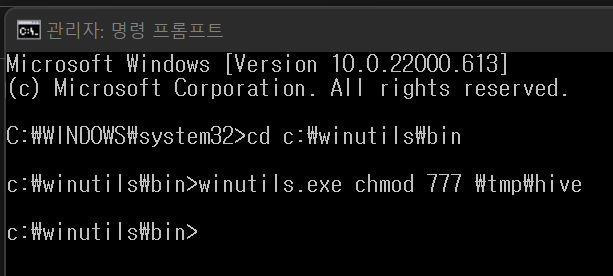 관리자: 명령 프롬프트
Microsoft Windows [Version 10.0.22000.613]
(c) Microsoft Corporation. All rights reserved.
C:₩WINDOWS₩system32>cd c:₩winutils₩bin
c:₩winutils₩bin>winutils.exe chmod 777 ₩tmp₩hive
c:₩winutils₩bin>